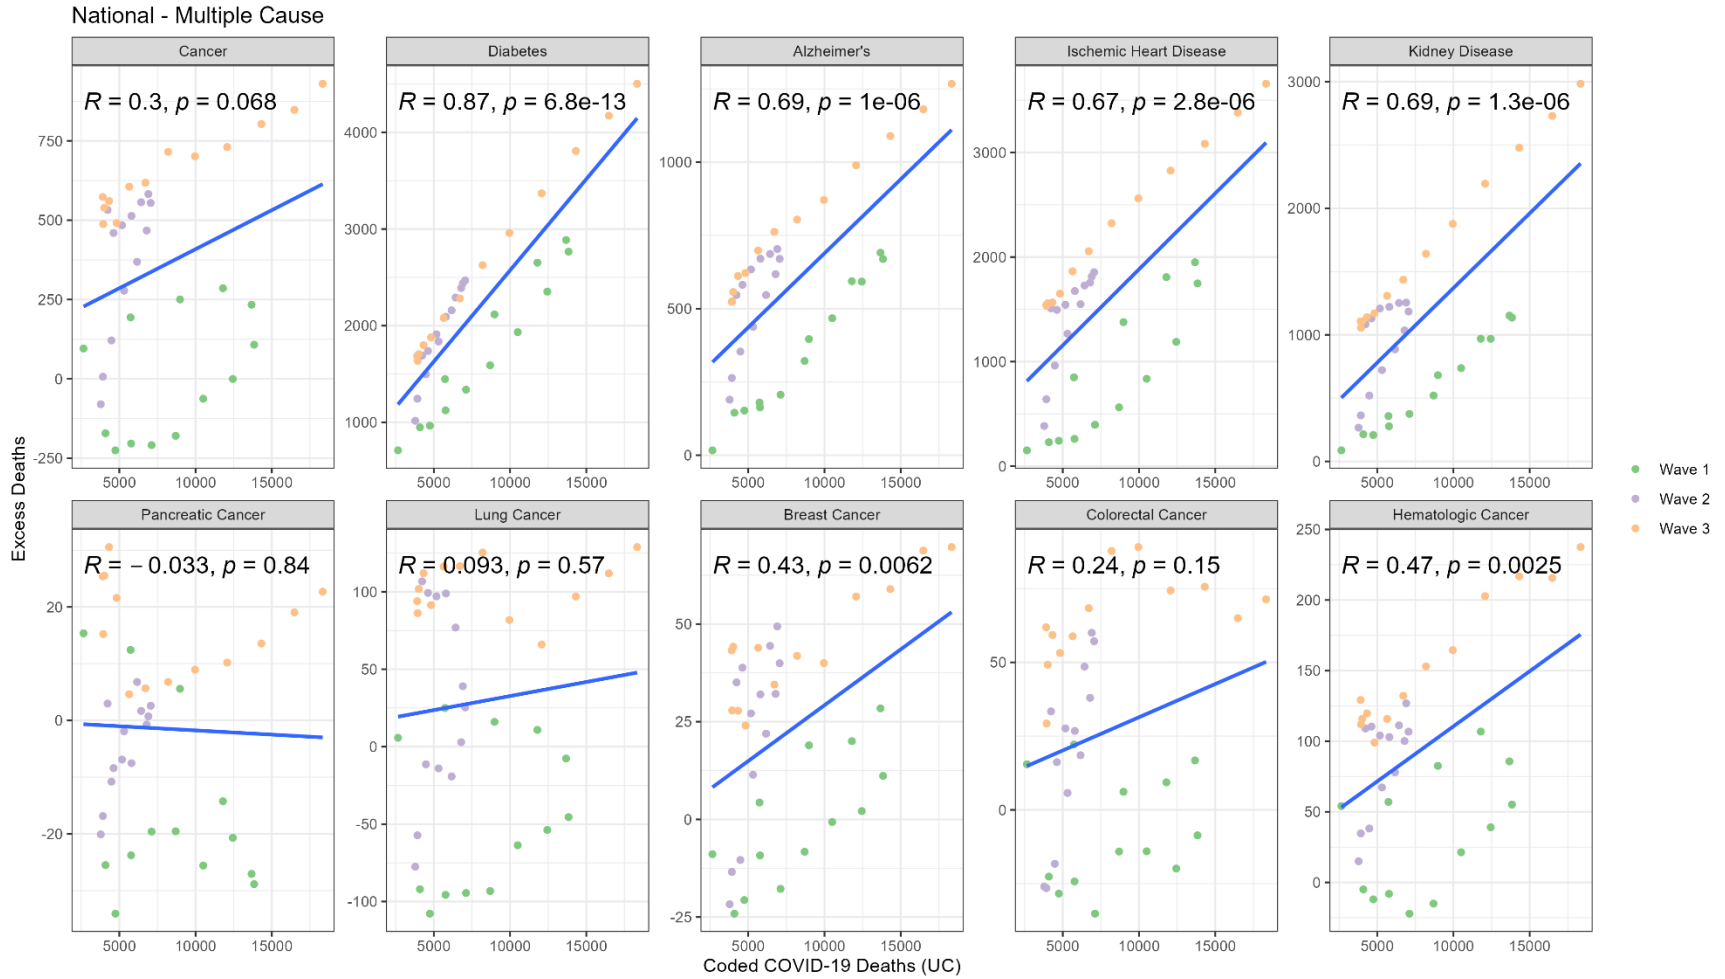 National - Multiple Cause
Cancer
Diabetes
Alzheimer's
Ischemic Heart Disease
Kidney Disease
R = 0.3, p = 0.068
R = 0.87, p = 6.8e-13
R = 0.69, p = 1e-06
R = 0.67, p = 2.8e-06
R = 0.69, p = 1.3e-06
750
500
250
0
-250
4000
3000
2000
1000
1000
500
0
3000
2000
1000
0
3000
2000
1000
0
5000 10000 15000
5000 10000 15000
5000 10000 15000
5000 10000 15000
5000 10000 15000
Excess Deaths
Pancreatic Cancer
Lung Cancer
Breast Cancer
Colorectal Cancer
Hematologic Cancer
R = − 0.033, p = 0.84
R = 0.093, p = 0.57
R = 0.43, p = 0.0062
R = 0.24, p = 0.15
R = 0.47, p = 0.0025
20
0
-20
100
50
0
-50
-100
50
25
0
-25
50
0
250
200
150
100
50
0
5000 10000 15000
5000 10000 15000
5000 10000 15000
5000 10000 15000
5000 10000 15000
Coded COVID-19 Deaths (UC)
Wave 1
Wave 2
Wave 3